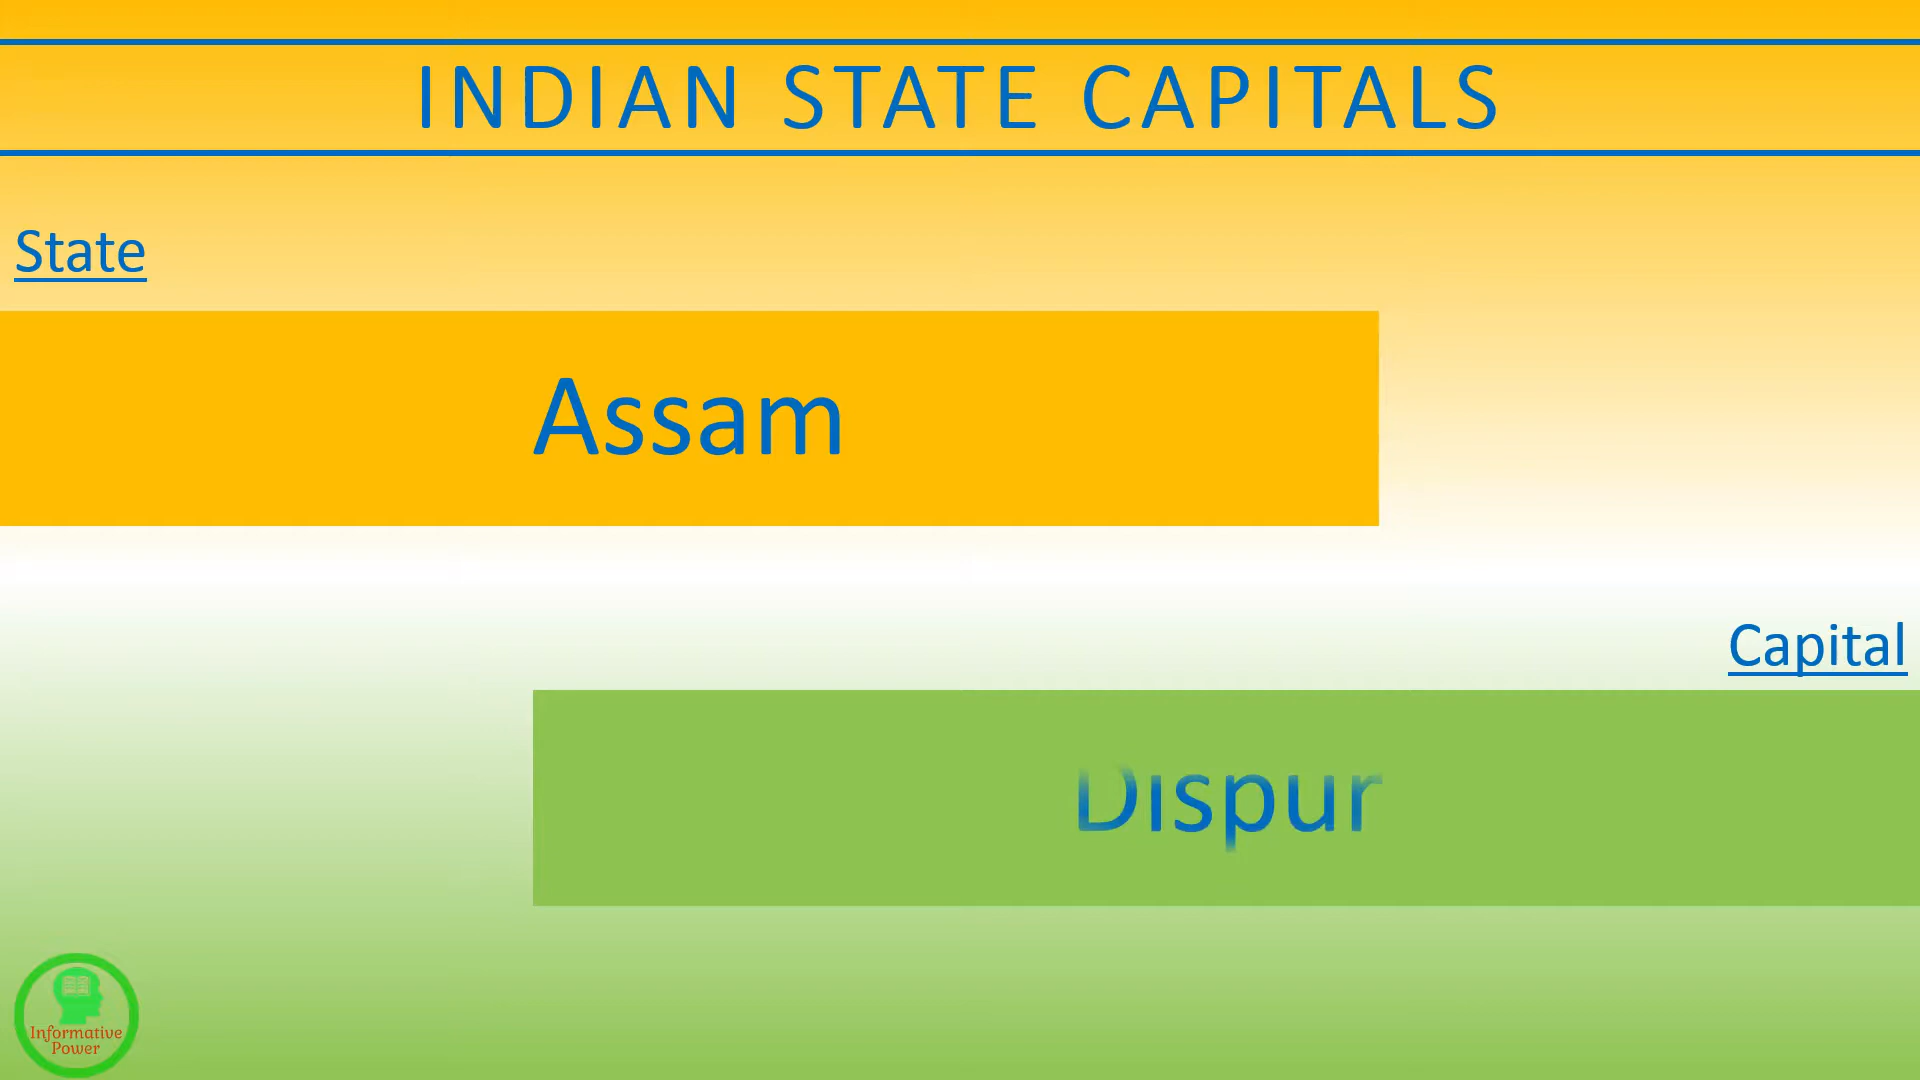 INDIAN STATE CAPITALS
State
Assam
Capital
Dispur
Informative
Power